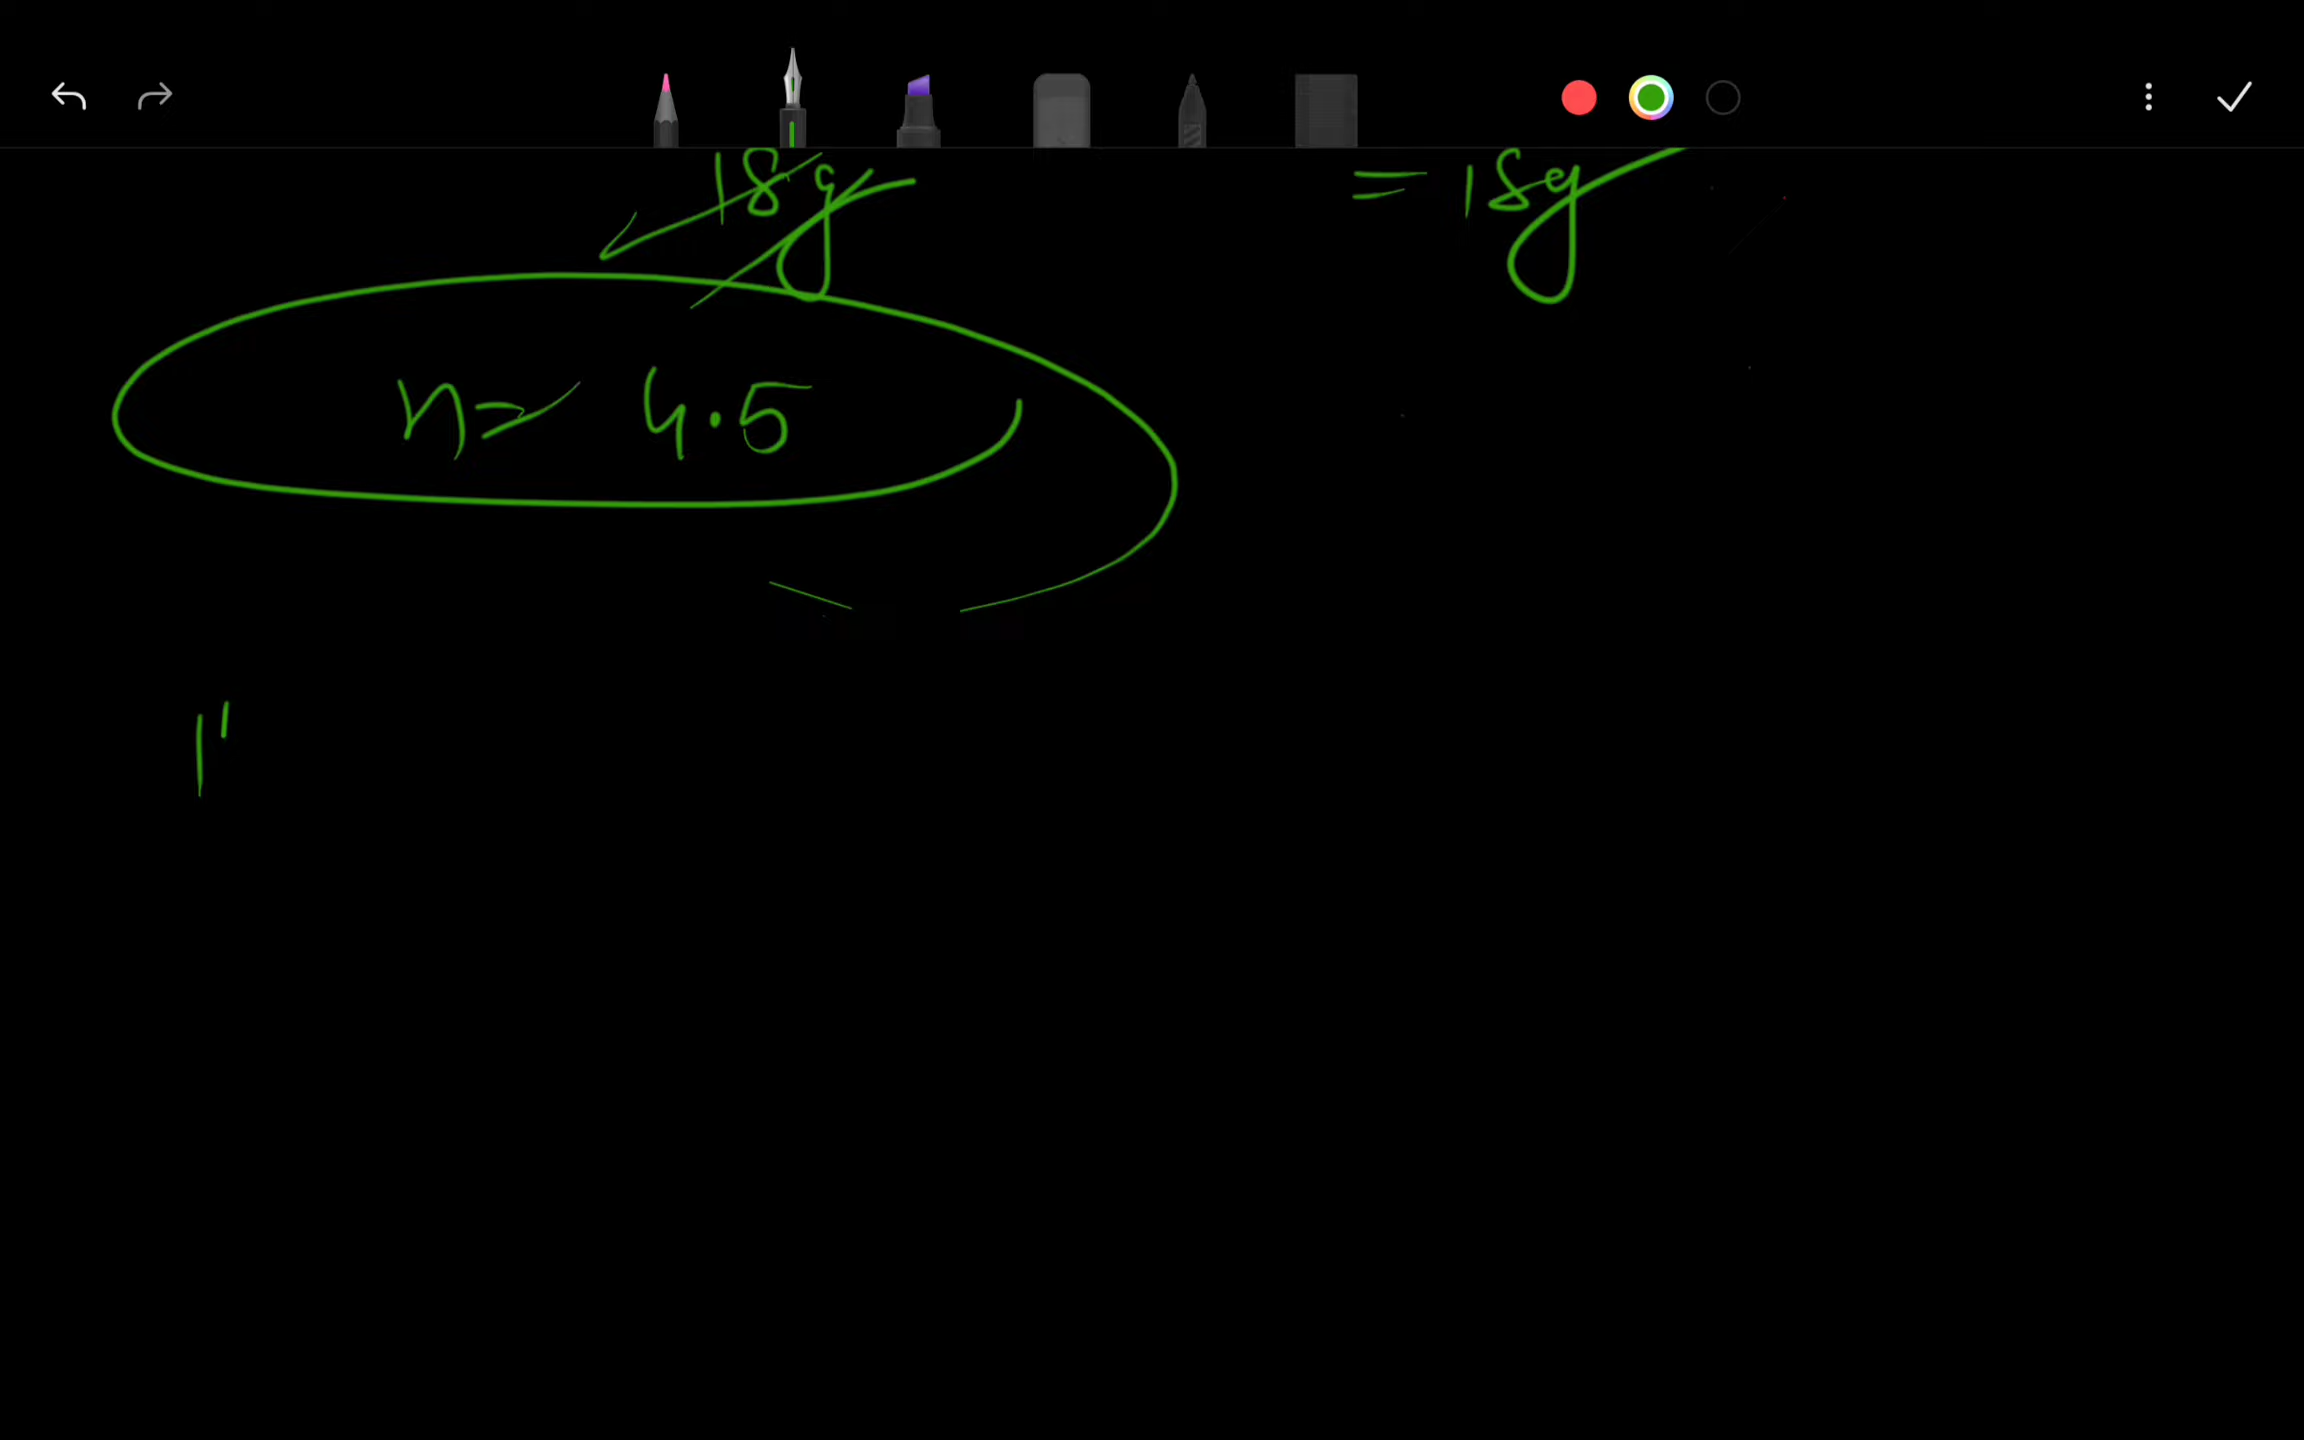 18g = 18g
n = 4.5